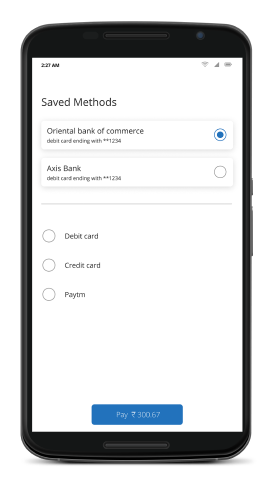 2:27 AM
Saved Methods
Oriental bank of commerce
debit card ending with **1234
Axis Bank
debit card ending with **1234
Debit card
Credit card
Paytm
Pay ₹ 300.67